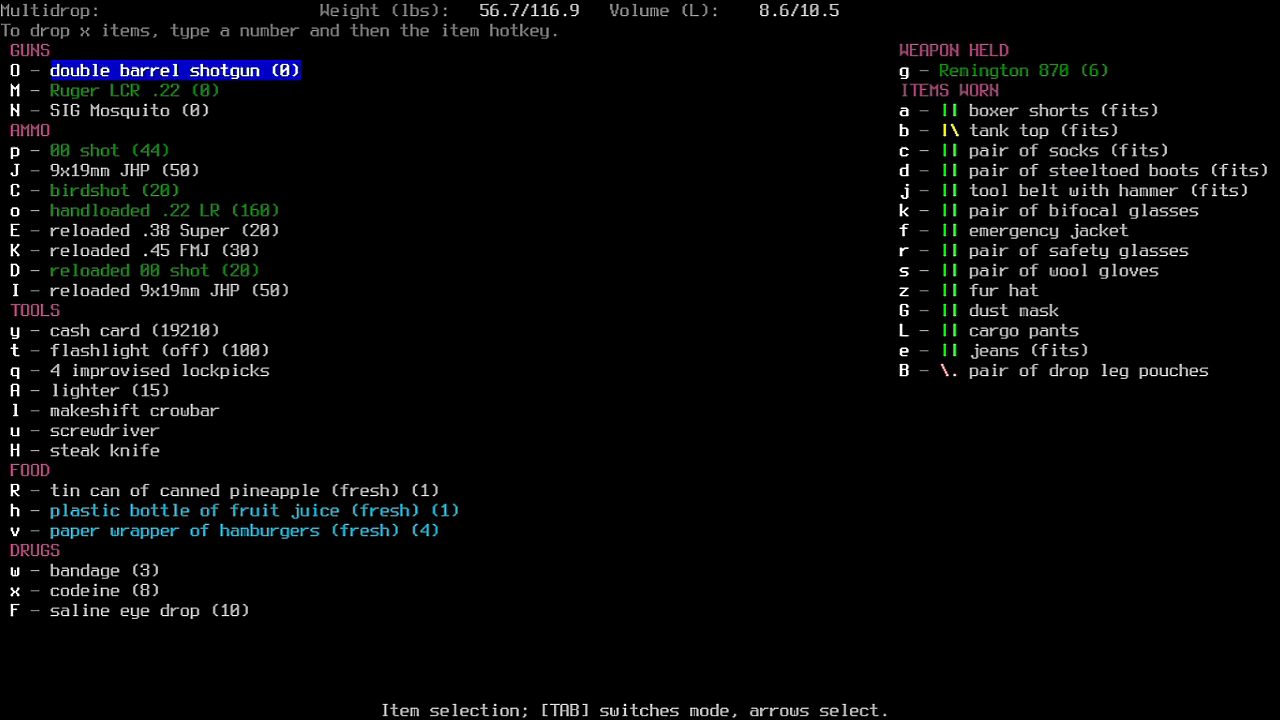 Multidrop: Weight (lbs): 56.7/116.9 Volume (L): 8.6/10.5
To drop x items, type a number and then the item hotkey.
GUNS
O - double barrel shotgun (0)
M - Ruger LCR .22 (0)
N - SIG Mosquito (0)
AMMO
p - 00 shot (44)
J - 9x19mm JHP (50)
C - birdshot (20)
o - handloaded .22 LR (160)
E - reloaded .38 Super (20)
K - reloaded .45 FMJ (30)
D - reloaded 00 shot (20)
I - reloaded 9x19mm JHP (50)
TOOLS
y - cash card (19210)
t - flashlight (off) (100)
q - 4 improvised lockpicks
A - lighter (15)
l - makeshift crowbar
u - screwdriver
H - steak knife
FOOD
R - tin can of canned pineapple (fresh) (1)
h - plastic bottle of fruit juice (fresh) (1)
v - paper wrapper of hamburgers (fresh) (4)
DRUGS
w - bandage (3)
x - codeine (8)
F - saline eye drop (10)
WEAPON HELD
g - Remington 870 (6)
ITEMS WORN
a - || boxer shorts (fits)
b - |\ tank top (fits)
c - || pair of socks (fits)
d - || pair of steeltoed boots (fits)
j - || tool belt with hammer (fits)
k - || pair of bifocal glasses
f - || emergency jacket
r - || pair of safety glasses
s - || pair of wool gloves
z - || fur hat
G - || dust mask
L - || cargo pants
e - || jeans (fits)
B - \. pair of drop leg pouches
Item selection; [TAB] switches mode, arrows select.